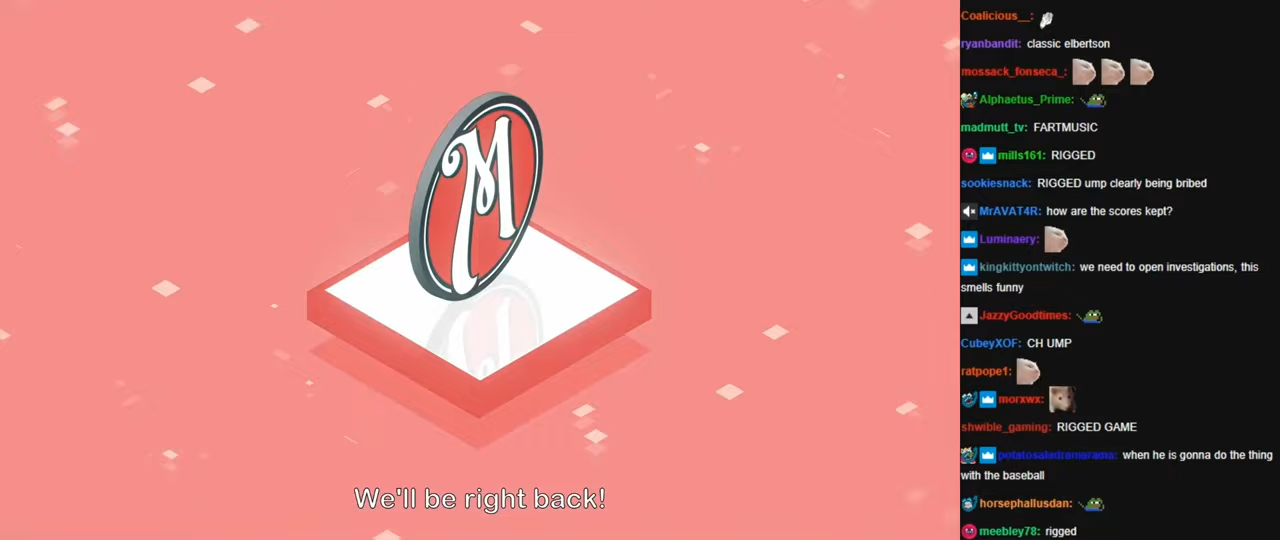 M
We'll be right back!
Coalicious__:
ryanbandit: classic elbertson
mossack_fonseca_:
Alphaetus_Prime:
madmutt_tv: FARTMUSIC
mills161: RIGGED
sookiesnack: RIGGED ump clearly being bribed
MrAVAT4R: how are the scores kept?
Luminaery:
kingkittyontwitch: we need to open investigations, this
smells funny
JazzyGoodtimes:
CubeyXOF: CH UMP
ratpope1:
morxwx:
shwible_gaming: RIGGED GAME
potatosaladramarama: when he is gonna do the thing
with the baseball
horsephallusdan:
meebley78: rigged